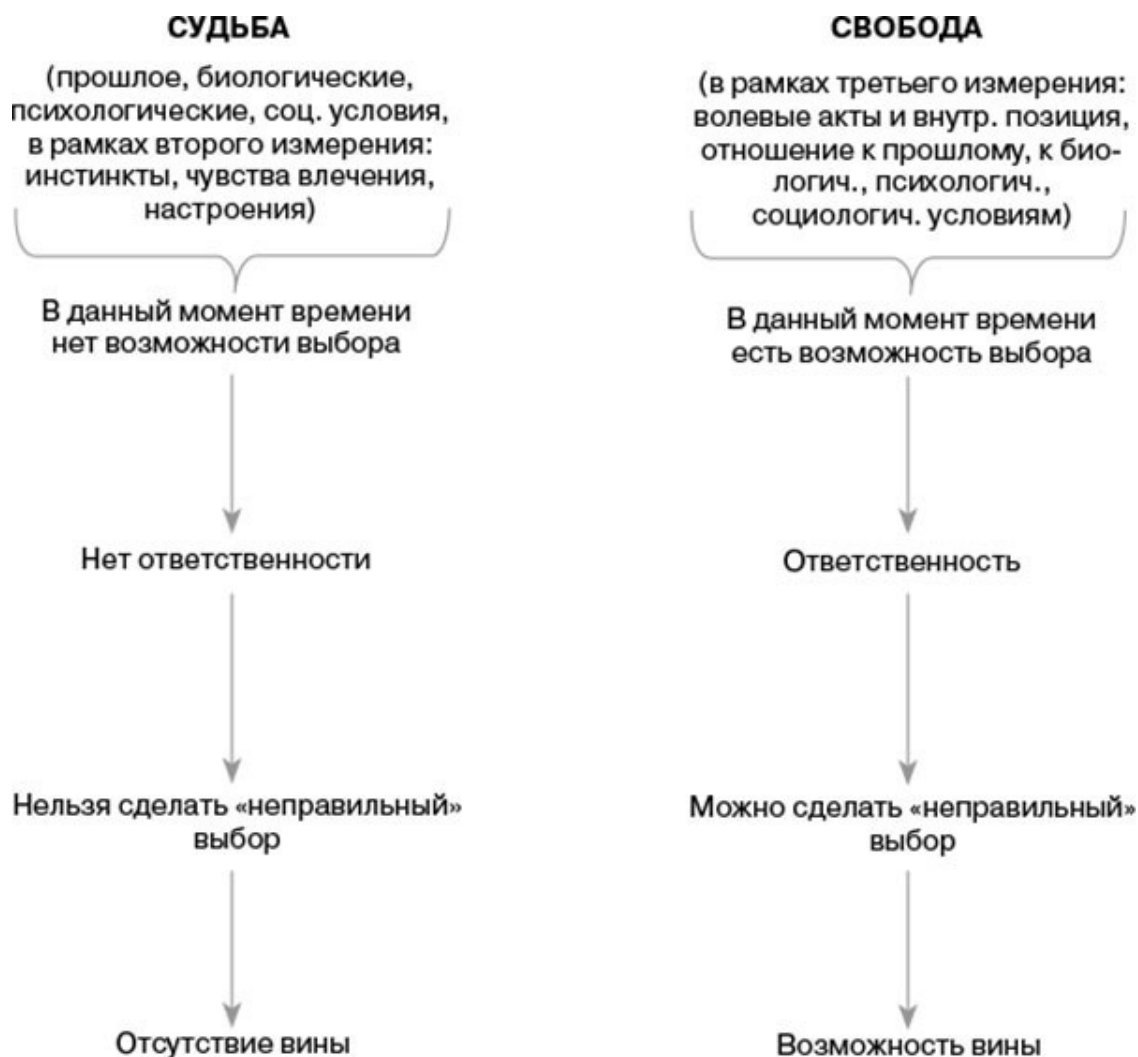 СУДЬБА
(прошлое, биологические,
психологические, соц. условия,
в рамках второго измерения:
инстинкты, чувства влечения,
настроения)
В данный момент времени
нет возможности выбора
Нет ответственности
Нельзя сделать «неправильный»
выбор
Отсутствие вины
СВОБОДА
(в рамках третьего измерения:
волевые акты и внутр. позиция,
отношение к прошлому, к био-
логич., психологич.,
социологич. условиям)
В данный момент времени
есть возможность выбора
Ответственность
Можно сделать «неправильный»
выбор
Возможность вины